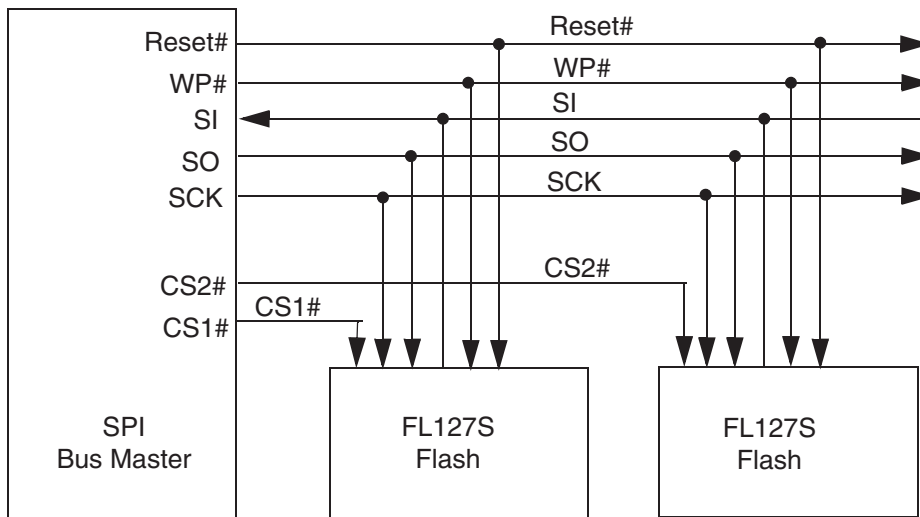 Reset#
Reset#
WP#
WP#
SI
SI
SO
SO
SCK
SCK
CS2#
CS2#
CS1#
CS1#
SPI
Bus Master
FL127S
Flash
FL127S
Flash